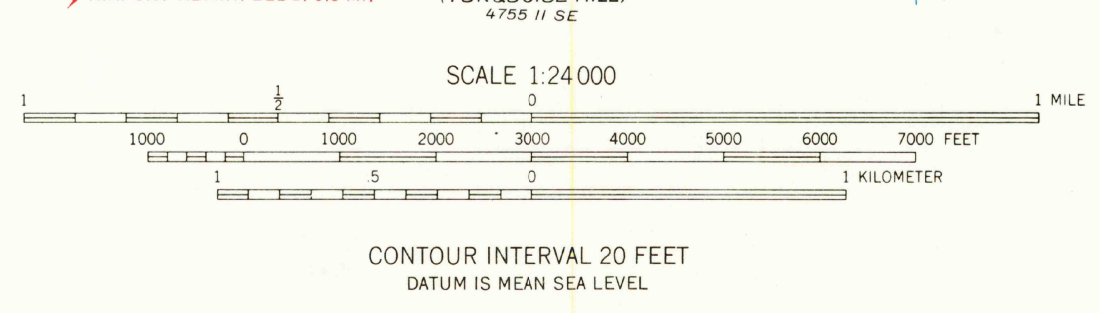 4755 II SE
SCALE 1:24 000
1 1/2 0 1 MILE
1000 0 1000 2000 3000 4000 5000 6000 7000 FEET
1 .5 0 1 KILOMETER
CONTOUR INTERVAL 20 FEET
DATUM IS MEAN SEA LEVEL